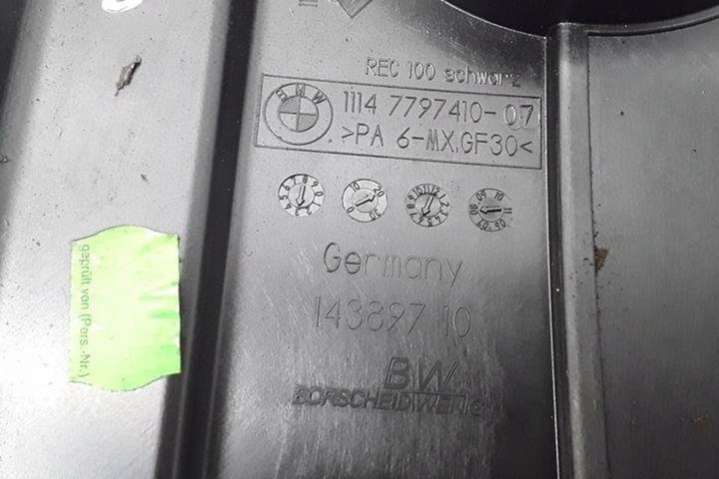 REC 100 schwarz
BMW
1114 7797410-07
>PA 6-MX.GF30<
Germany
143897 10
BW
geprüft von (Pers.-Nr.)